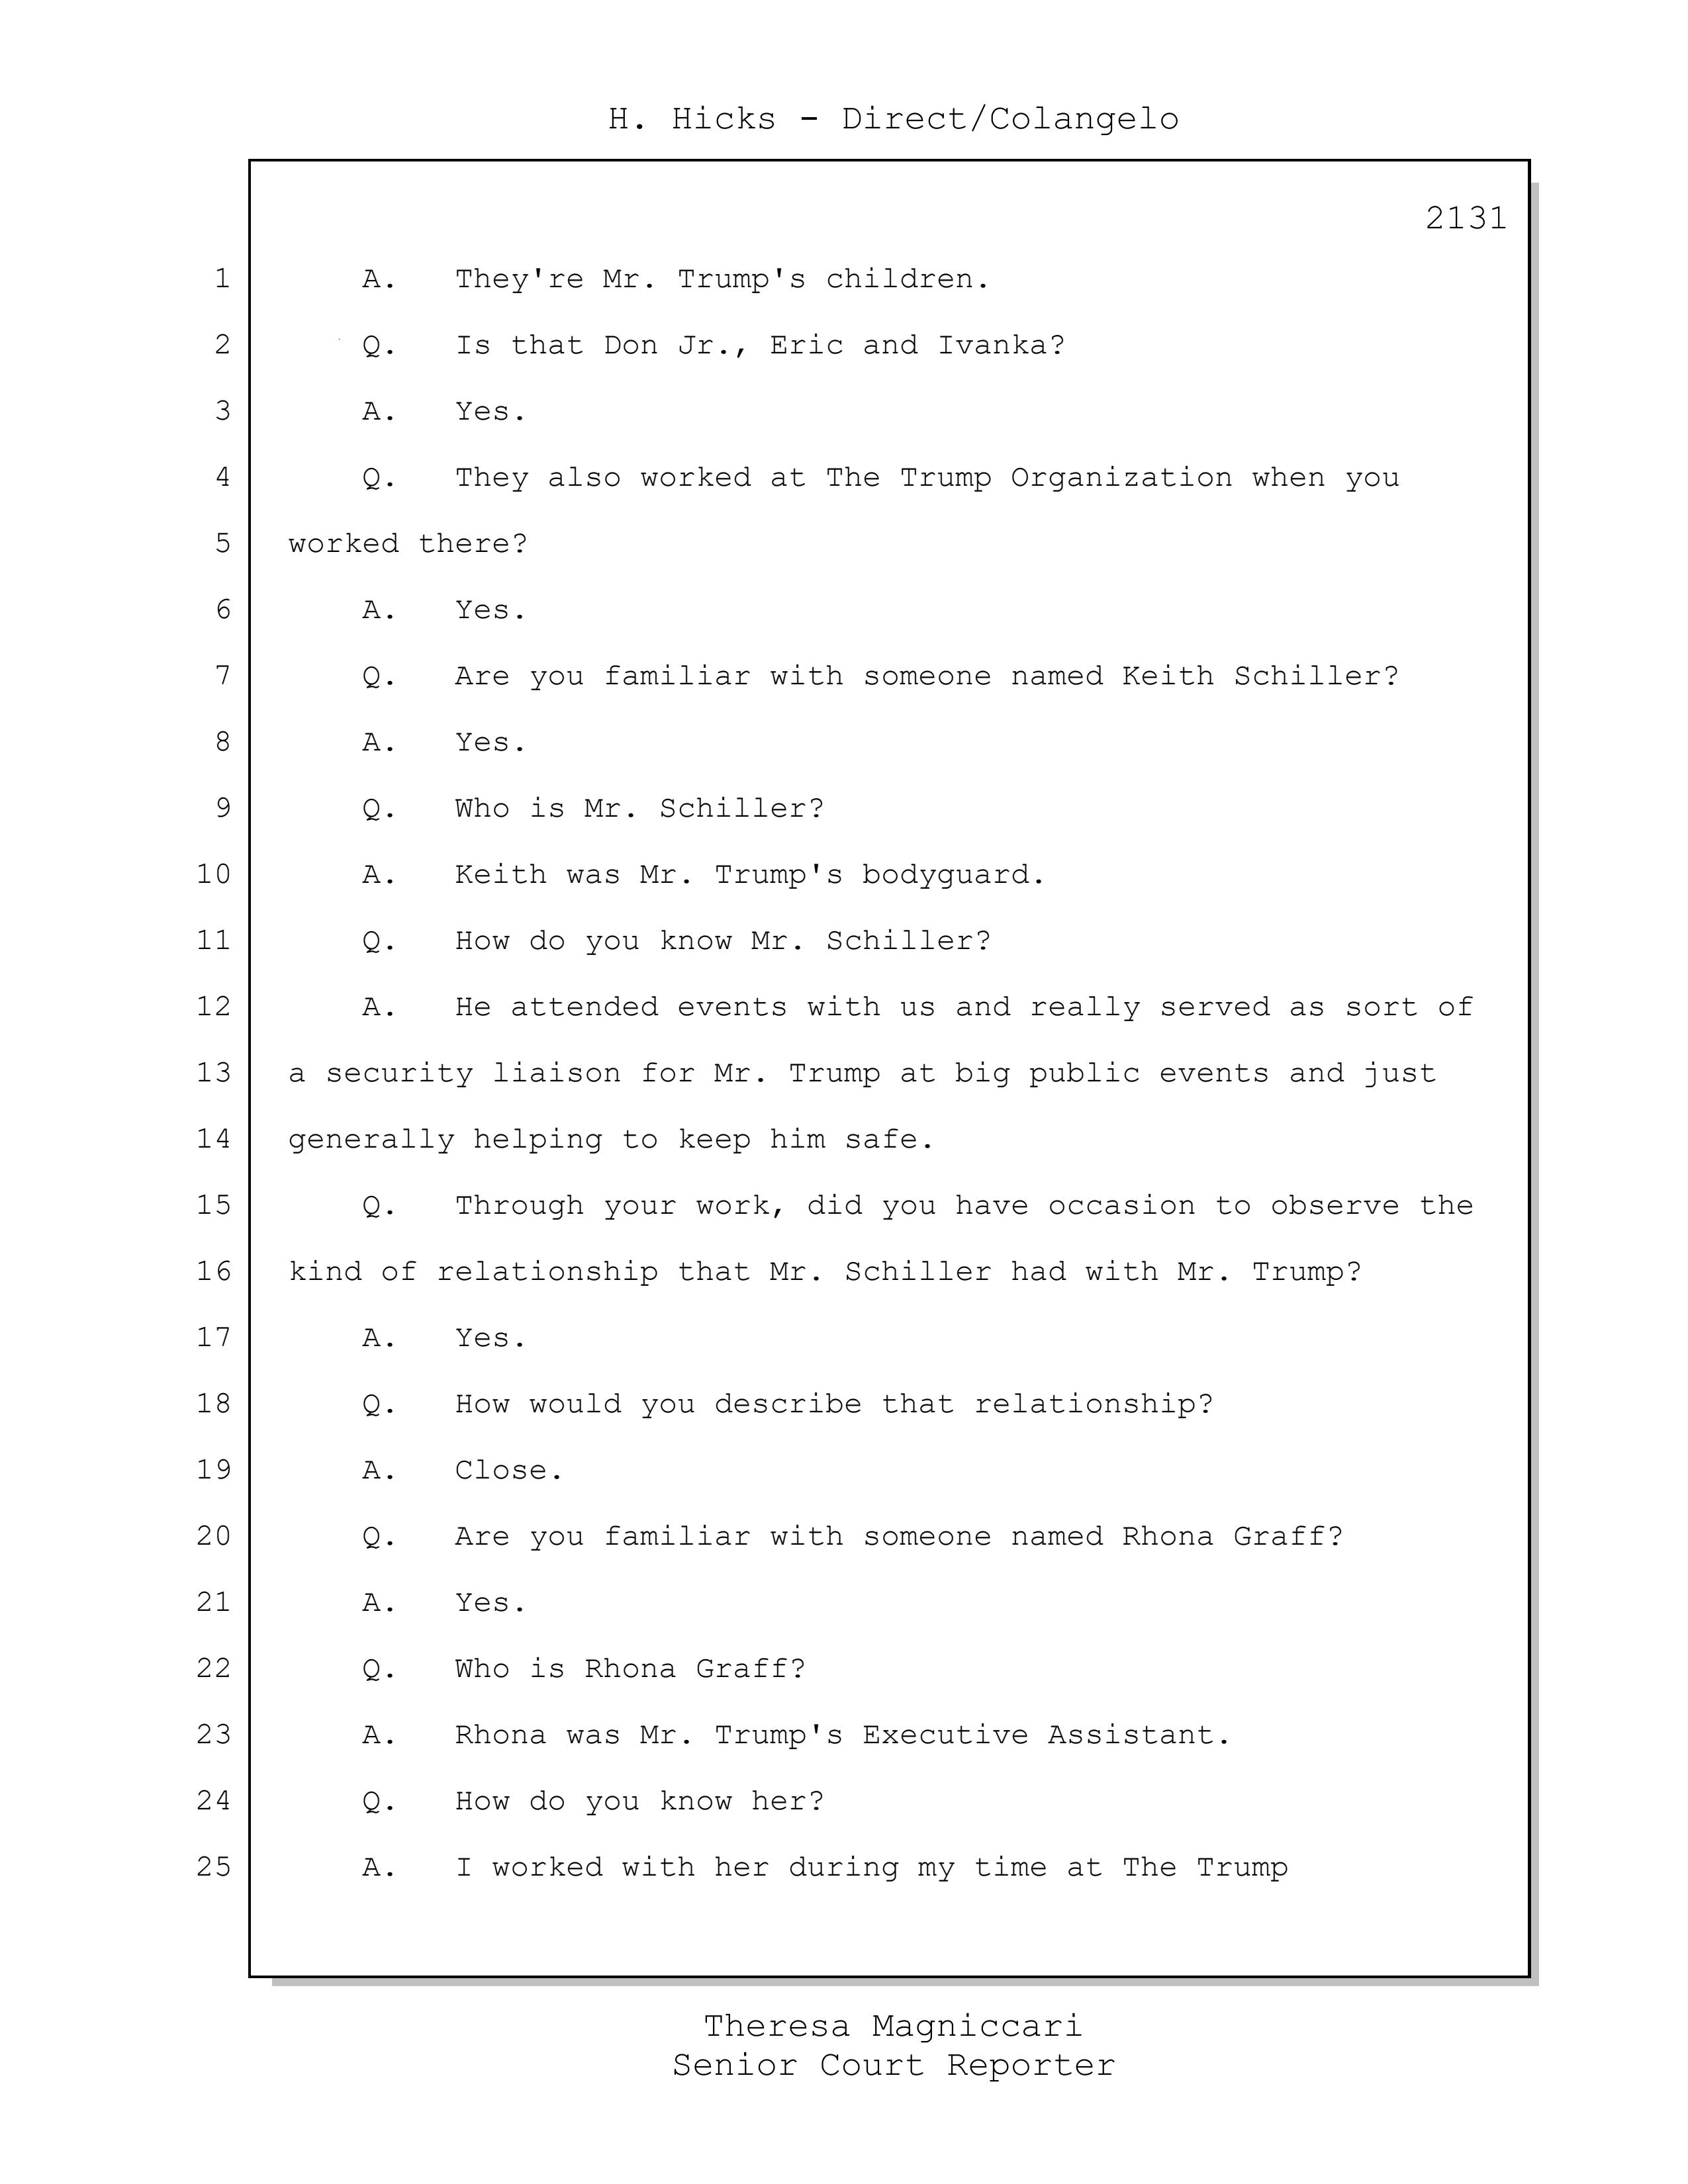 H. Hicks - Direct/Colangelo
2131
1 A. They're Mr. Trump's children.
2 Q. Is that Don Jr., Eric and Ivanka?
3 A. Yes.
4 Q. They also worked at The Trump Organization when you
5 worked there?
6 A. Yes.
7 Q. Are you familiar with someone named Keith Schiller?
8 A. Yes.
9 Q. Who is Mr. Schiller?
10 A. Keith was Mr. Trump's bodyguard.
11 Q. How do you know Mr. Schiller?
12 A. He attended events with us and really served as sort of
13 a security liaison for Mr. Trump at big public events and just
14 generally helping to keep him safe.
15 Q. Through your work, did you have occasion to observe the
16 kind of relationship that Mr. Schiller had with Mr. Trump?
17 A. Yes.
18 Q. How would you describe that relationship?
19 A. Close.
20 Q. Are you familiar with someone named Rhona Graff?
21 A. Yes.
22 Q. Who is Rhona Graff?
23 A. Rhona was Mr. Trump's Executive Assistant.
24 Q. How do you know her?
25 A. I worked with her during my time at The Trump
Theresa Magniccari
Senior Court Reporter